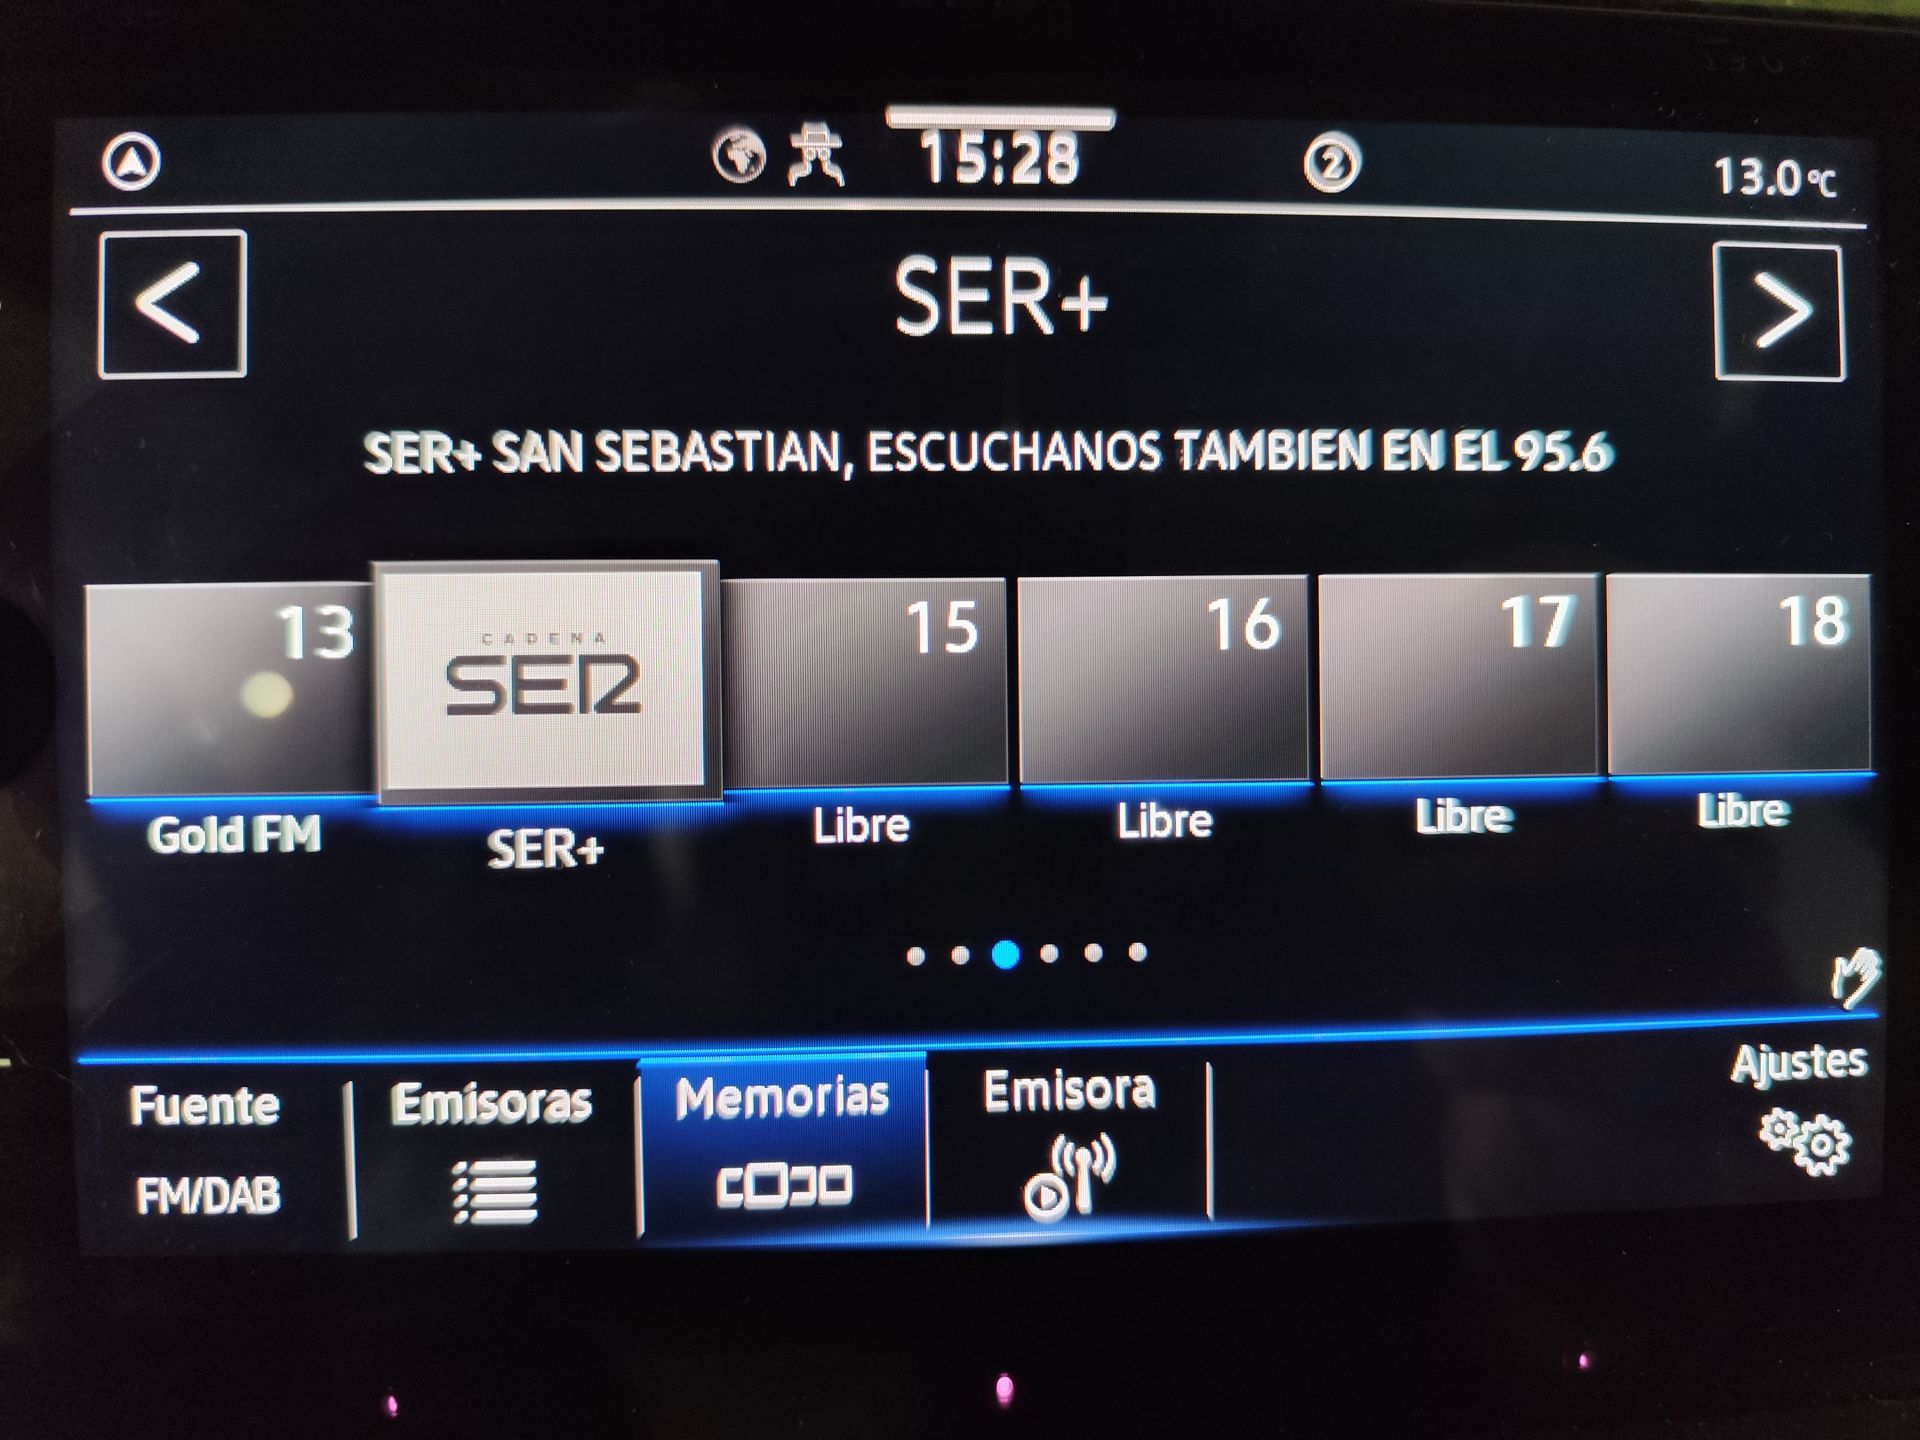 15:28
2
13.0 °C
< SER+ >
SER+ SAN SEBASTIAN, ESCUCHANOS TAMBIEN EN EL 95.6
13
CADENA
SER
15
16
17
18
Gold FM
SER+
Libre
Libre
Libre
Libre
Fuente
FM/DAB
Emisoras
Memorias
Emisora
Ajustes